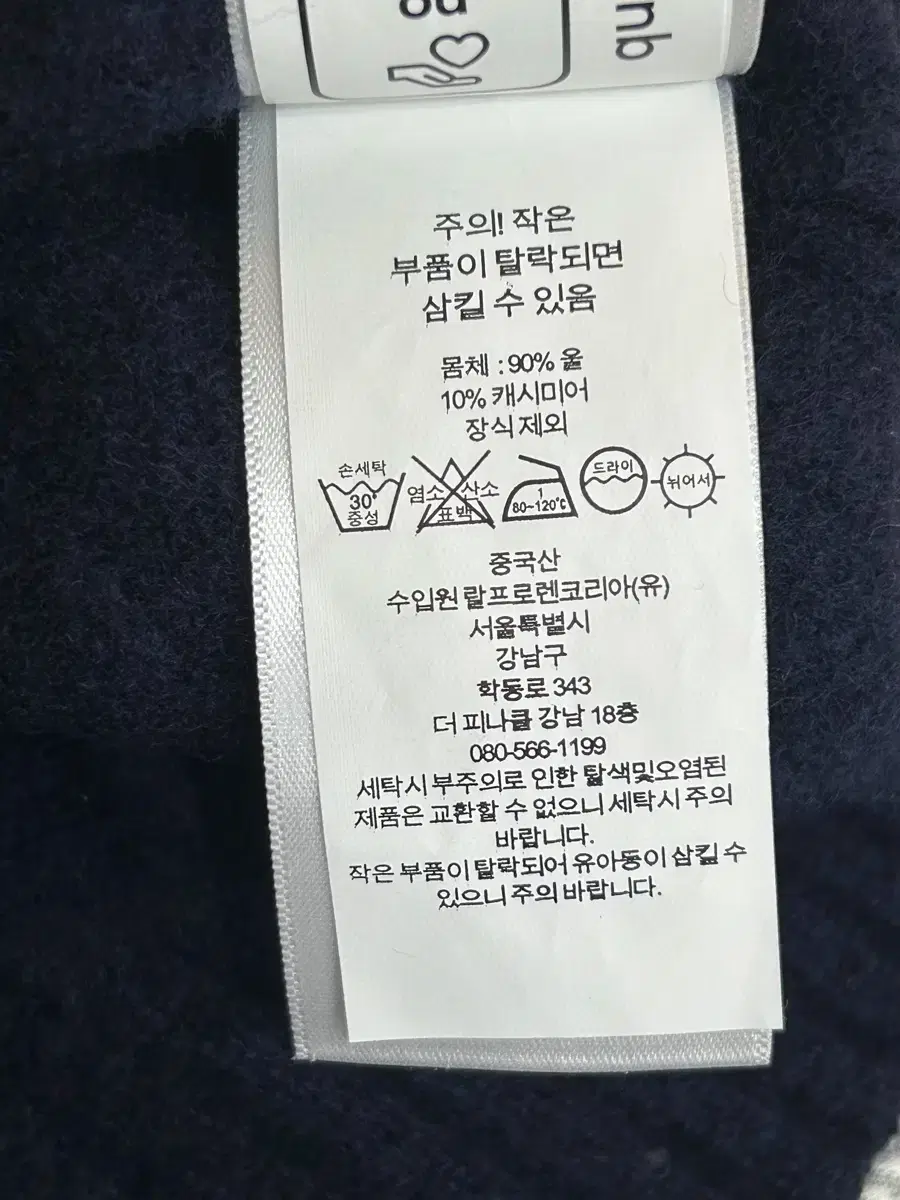 주의! 작은
부품이 탈락되면
삼킬 수 있음
몸체 : 90% 울
10% 캐시미어
장식 제외
손세탁
30°
중성
염소 산소
표백
1
80~120℃
드라이
뉘어서
중국산
수입원 랄프로렌코리아(유)
서울특별시
강남구
학동로 343
더 피나클 강남 18층
080-566-1199
세탁시 부주의로 인한 탈색및오염된
제품은 교환할 수 없으니 세탁시 주의
바랍니다.
작은 부품이 탈락되어 유아동이 삼킬 수
있으니 주의 바랍니다.